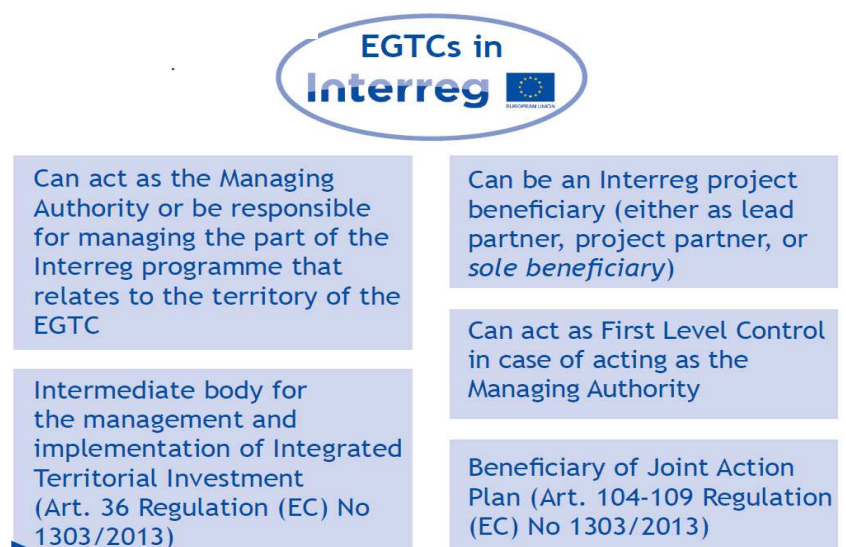 EGTCs in
Interreg
EUROPEAN UNION
Can act as the Managing
Authority or be responsible
for managing the part of the
Interreg programme that
relates to the territory of the
EGTC
Intermediate body for
the management and
implementation of Integrated
Territorial Investment
(Art. 36 Regulation (EC) No
1303/2013)
Can be an Interreg project
beneficiary (either as lead
partner, project partner, or
sole beneficiary)
Can act as First Level Control
in case of acting as the
Managing Authority
Beneficiary of Joint Action
Plan (Art. 104-109 Regulation
(EC) No 1303/2013)